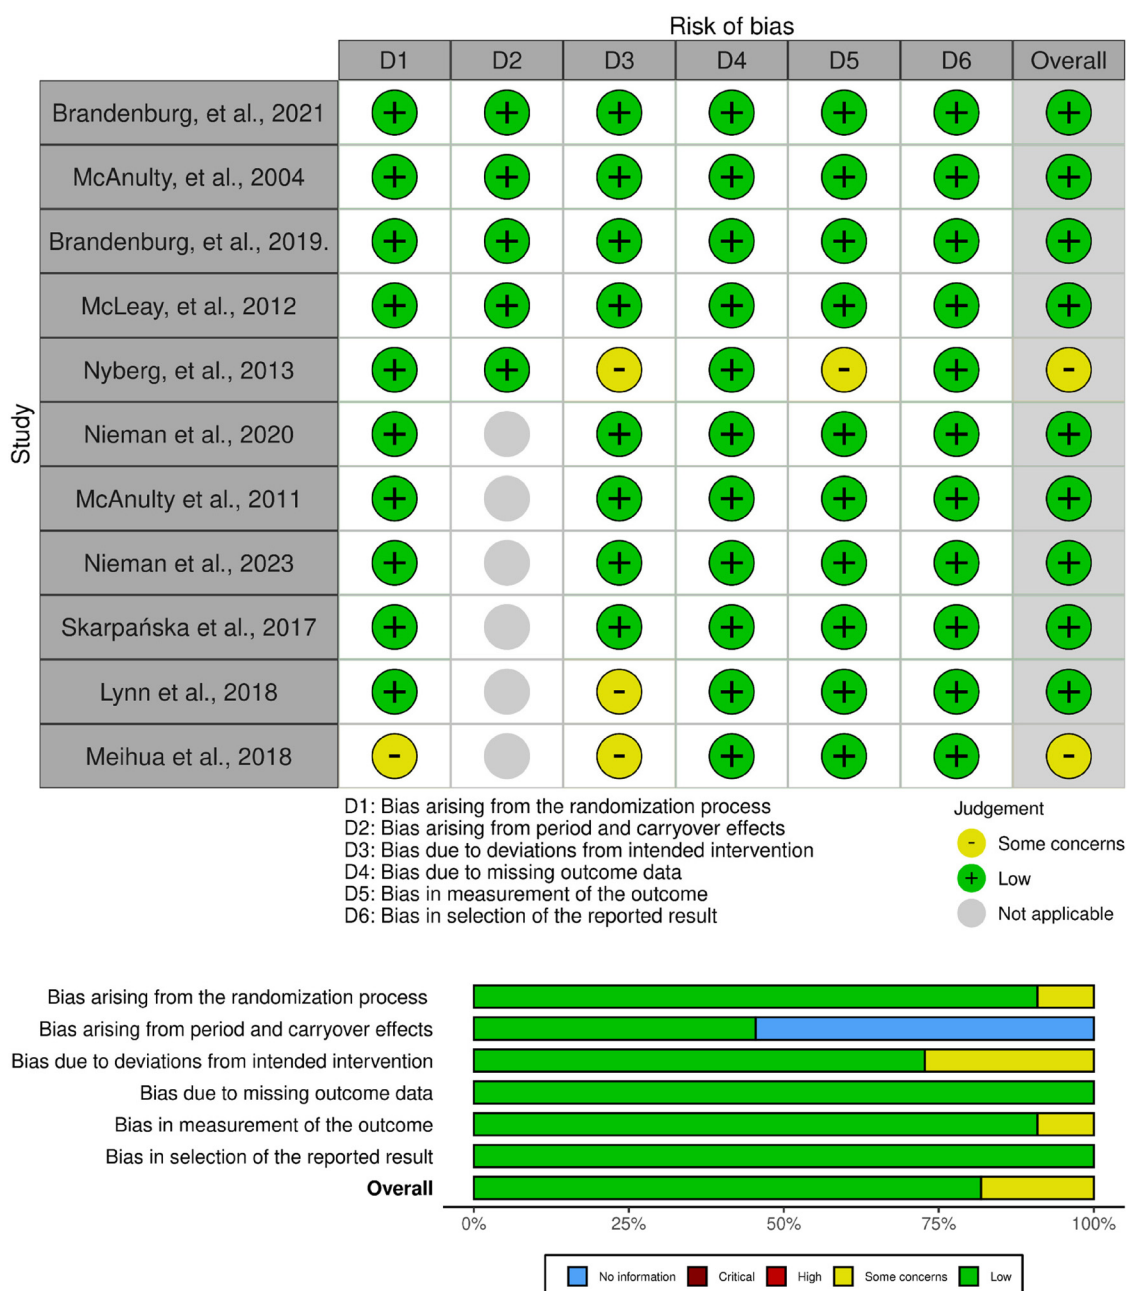 Risk of bias
D1 D2 D3 D4 D5 D6 Overall
Study
Brandenburg, et al., 2021 + + + + + + +
McAnulty, et al., 2004 + + + + + + +
Brandenburg, et al., 2019. + + + + + + +
McLeay, et al., 2012 + + + + + + +
Nyberg, et al., 2013 + + - + - + -
Nieman et al., 2020 + + + + + +
McAnulty et al., 2011 + + + + + +
Nieman et al., 2023 + + + + + +
Skarpańska et al., 2017 + + + + + +
Lynn et al., 2018 + - + + + +
Meihua et al., 2018 - - + + + -
D1: Bias arising from the randomization process
D2: Bias arising from period and carryover effects
D3: Bias due to deviations from intended intervention
D4: Bias due to missing outcome data
D5: Bias in measurement of the outcome
D6: Bias in selection of the reported result
Judgement
- Some concerns
+ Low
Not applicable
Bias arising from the randomization process
Bias arising from period and carryover effects
Bias due to deviations from intended intervention
Bias due to missing outcome data
Bias in measurement of the outcome
Bias in selection of the reported result
Overall
0% 25% 50% 75% 100%
No information Critical High Some concerns Low